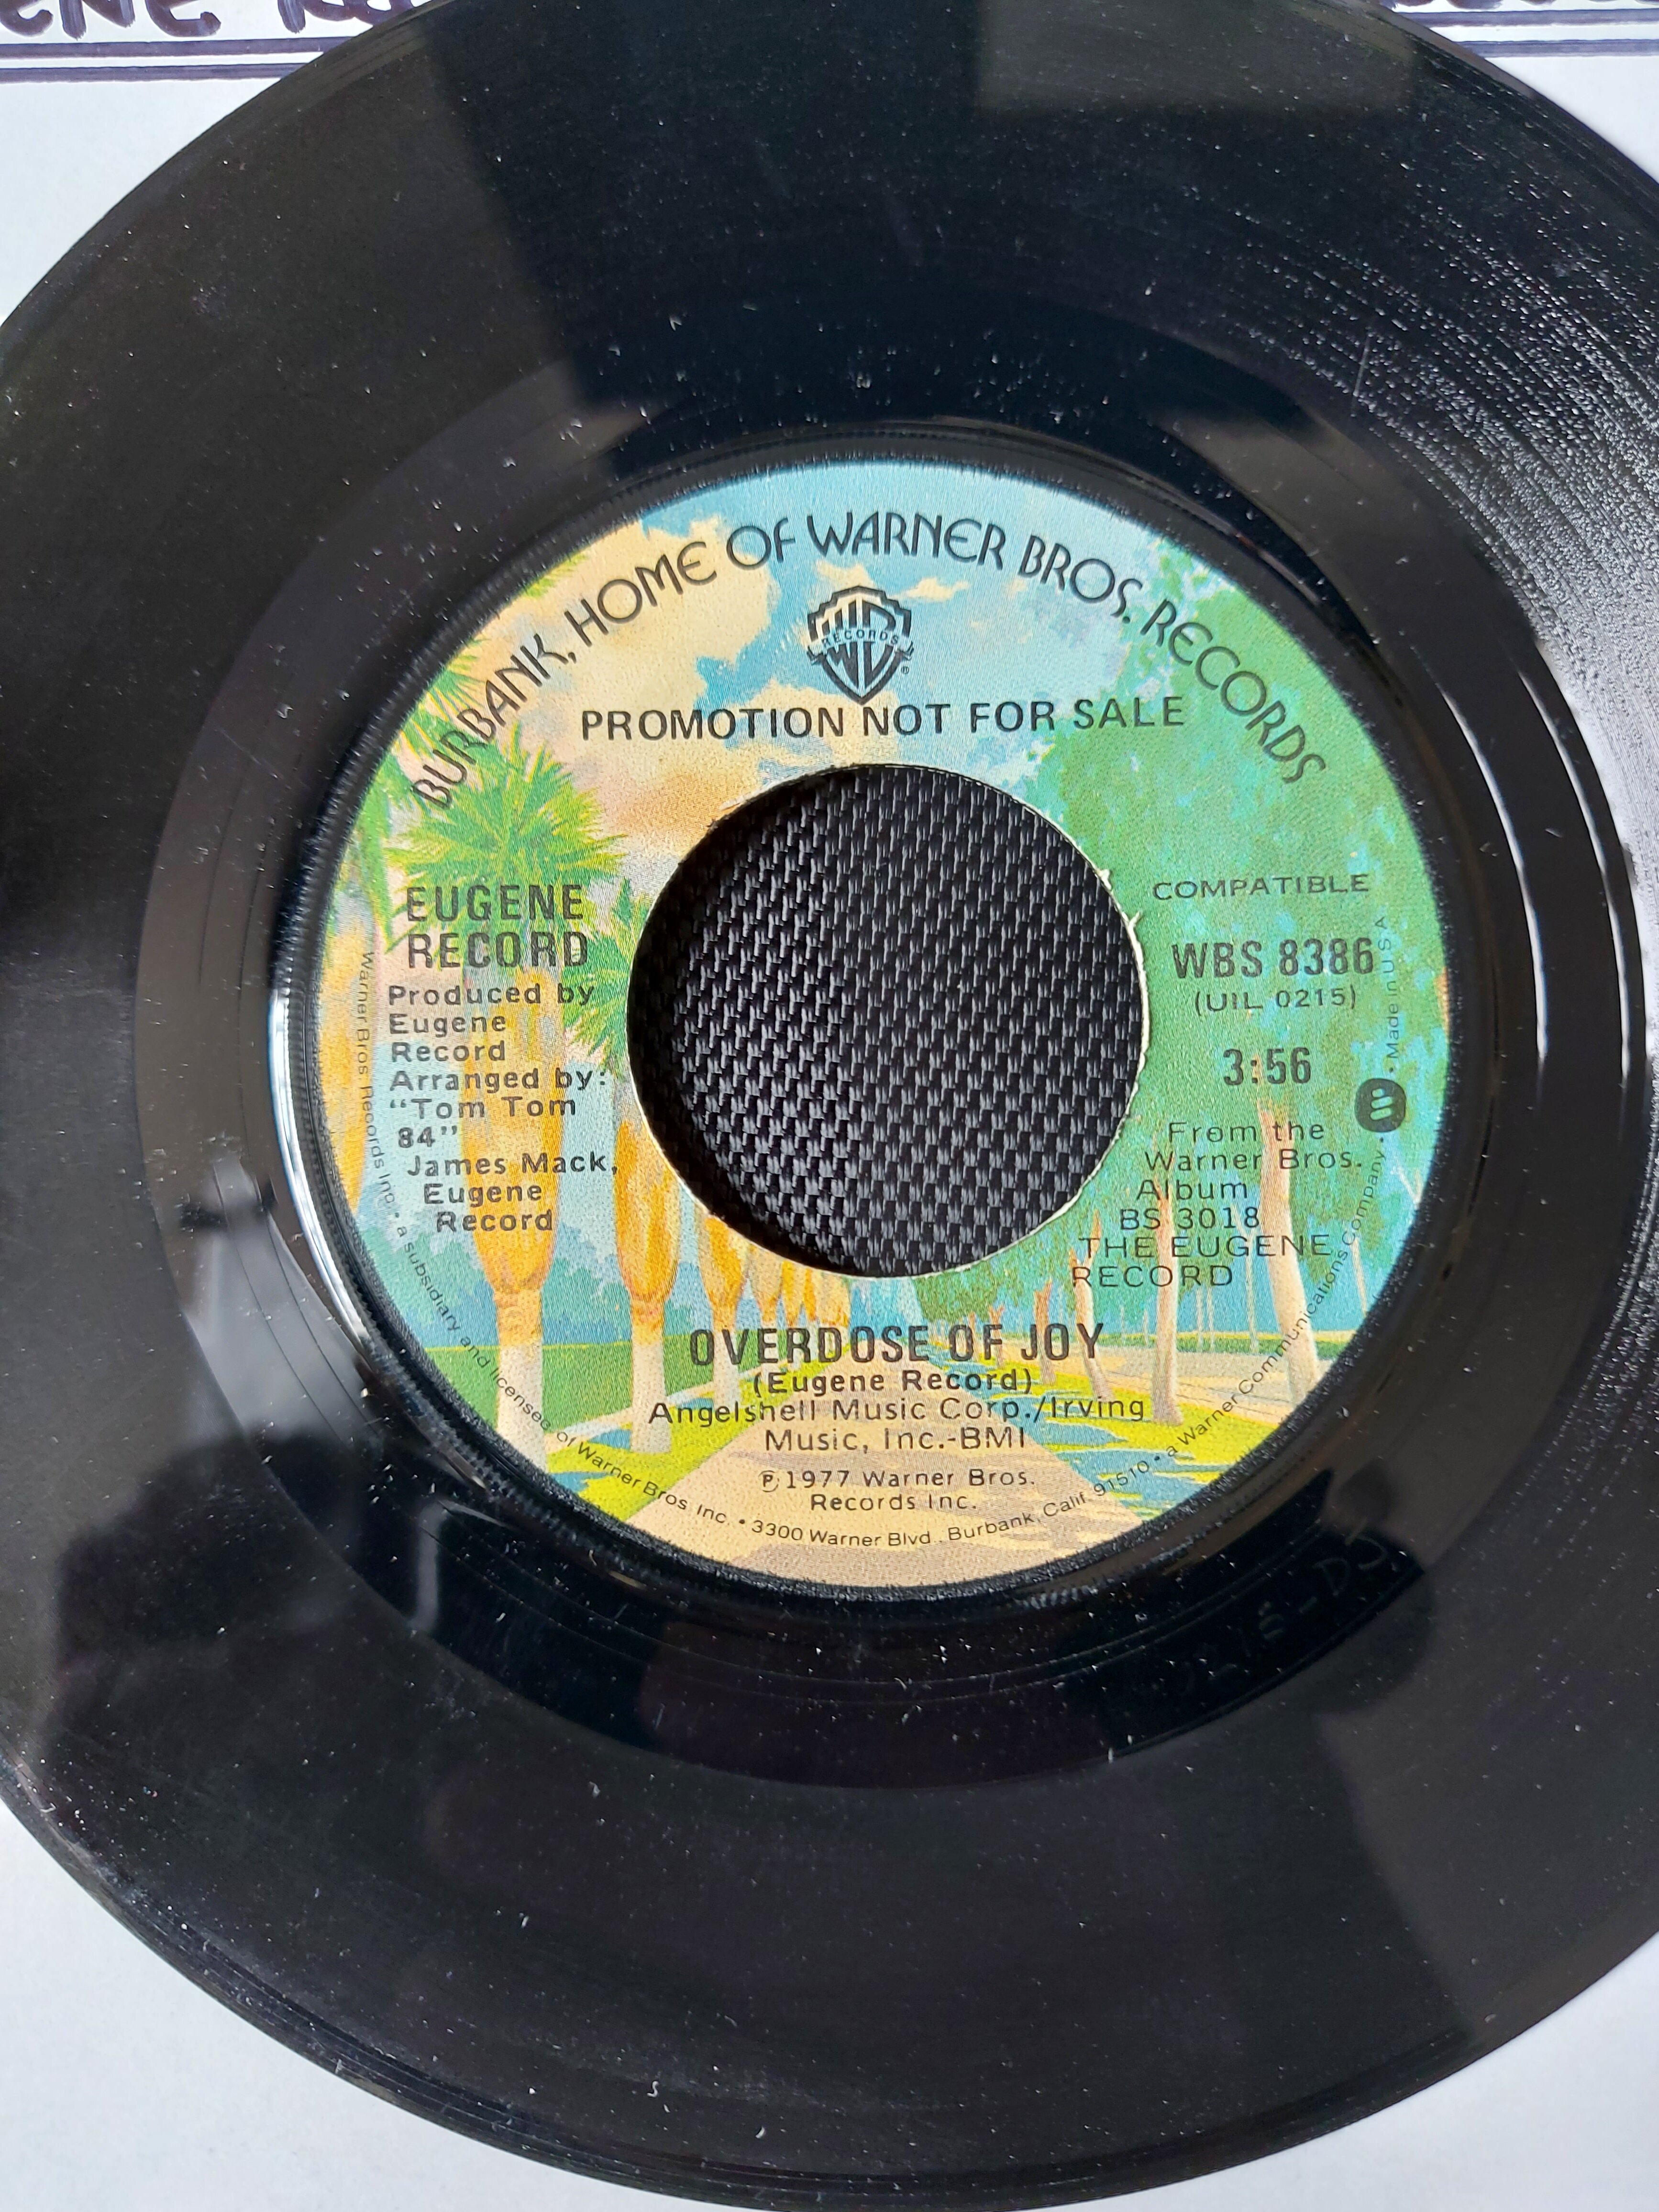 BURBANK, HOME OF WARNER BROS. RECORDS
RECORDS
PROMOTION NOT FOR SALE
EUGENE
RECORD
Produced by
Eugene
Record
Arranged by:
“Tom Tom
84”
James Mack,
Eugene
Record
COMPATIBLE
WBS 8386
(UIL 0215)
3:56
From the
Warner Bros.
Album
BS 3018
THE EUGENE
RECORD
OVERDOSE OF JOY
(Eugene Record)
Angelshell Music Corp./Irving
Music, Inc.-BMI
℗ 1977 Warner Bros.
Records Inc.
Warner Bros. Records Inc. • a subsidiary and licensee of Warner Bros. Inc. • 3300 Warner Blvd., Burbank, Calif. 91510 • a Warner Communications Company • Made in U.S.A.